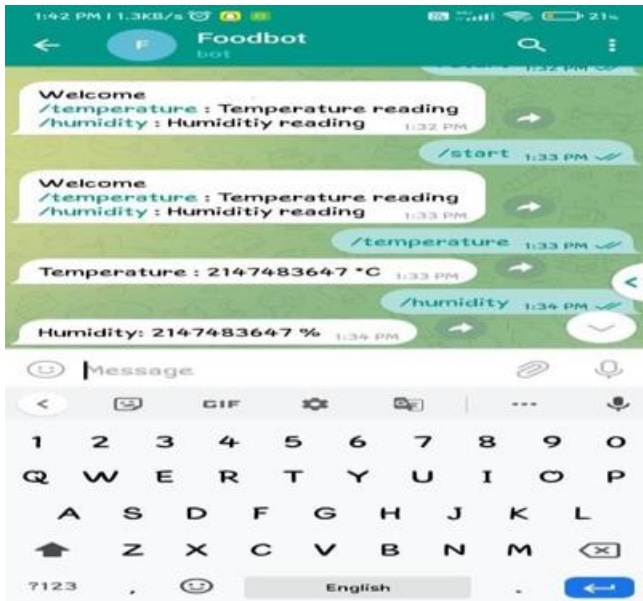 1:42 PM | 1.3KB/s
21%
F
Foodbot
bot
Welcome
/temperature : Temperature reading
/humidity : Humiditiy reading
1:32 PM
/start 1:33 PM
Welcome
/temperature : Temperature reading
/humidity : Humiditiy reading
1:33 PM
/temperature 1:33 PM
Temperature : 2147483647 °C 1:33 PM
/humidity 1:34 PM
Humidity: 2147483647 % 1:34 PM
Message
GIF
1 2 3 4 5 6 7 8 9 0
Q W E R T Y U I O P
A S D F G H J K L
Z X C V B N M
?123 , English .